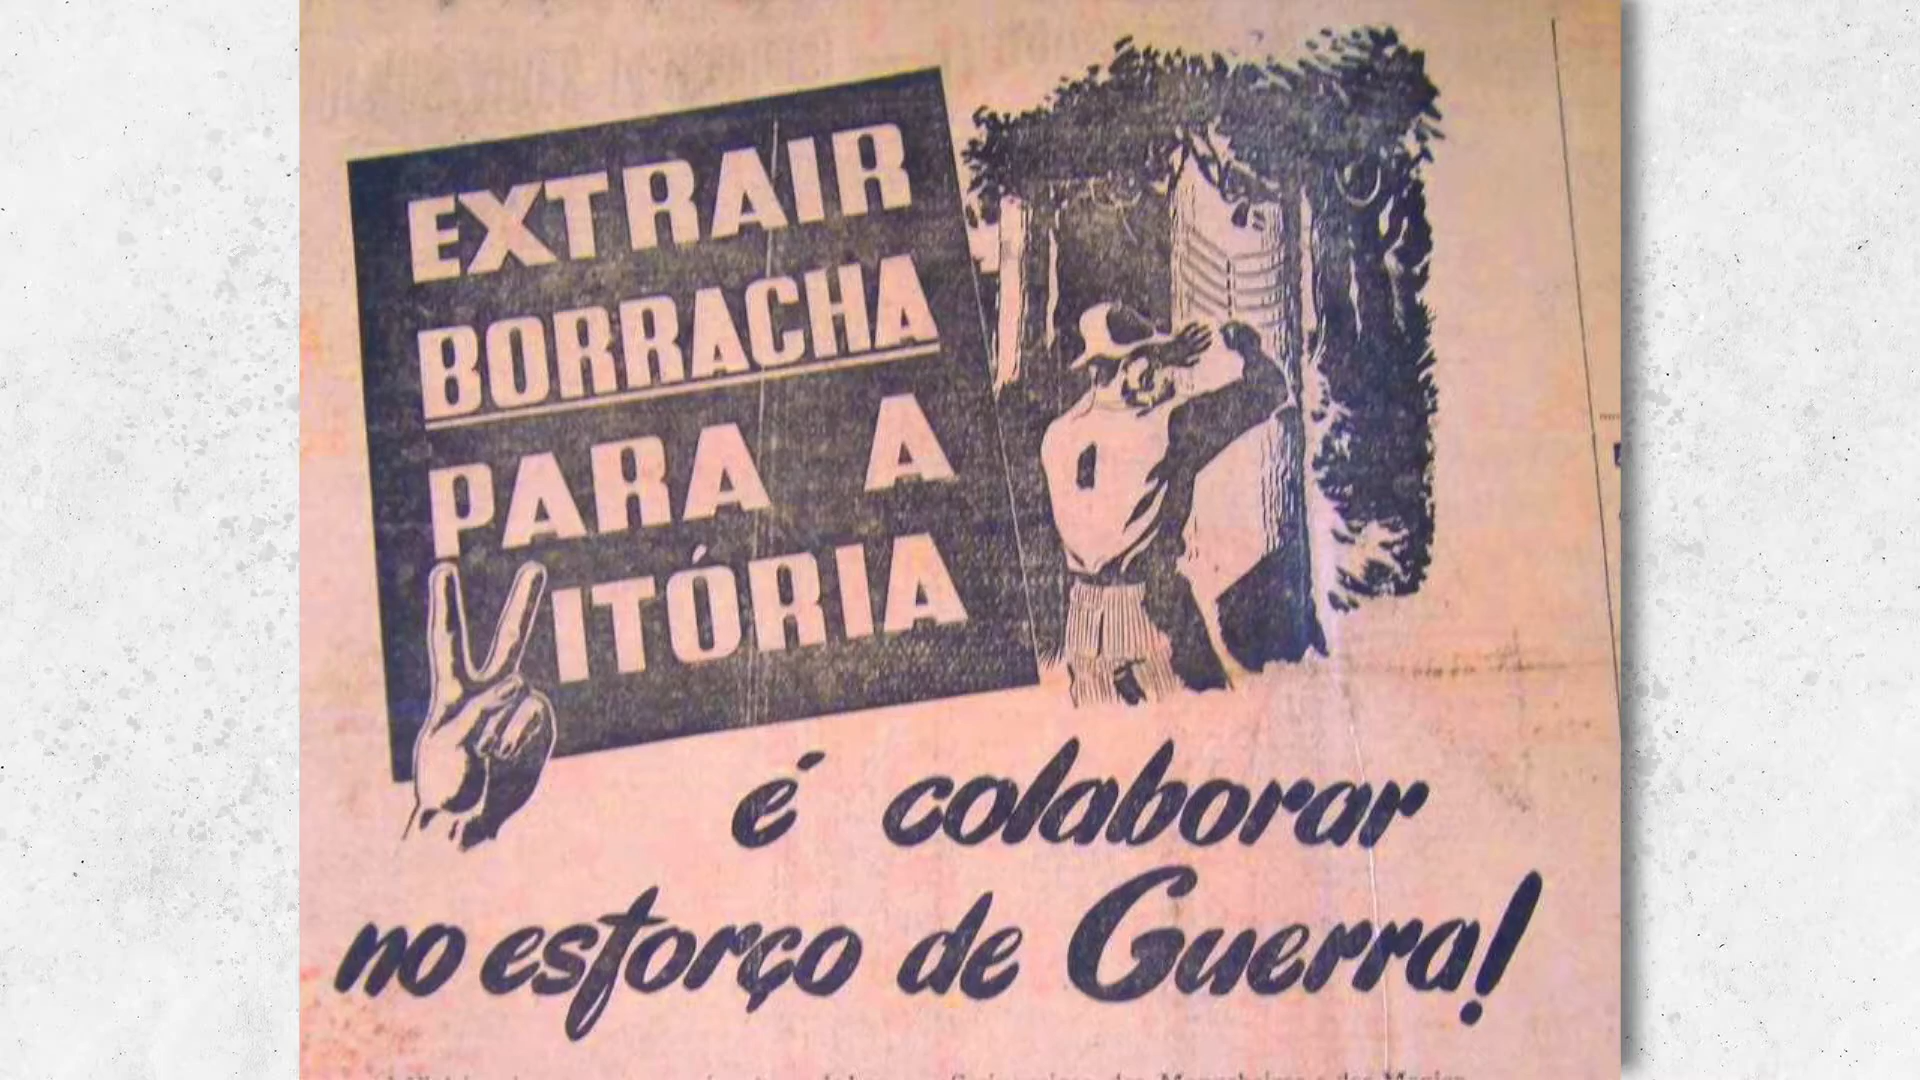 EXTRAIR
BORRACHA
PARA A
VITÓRIA
é colaborar
no esforço de Guerra!